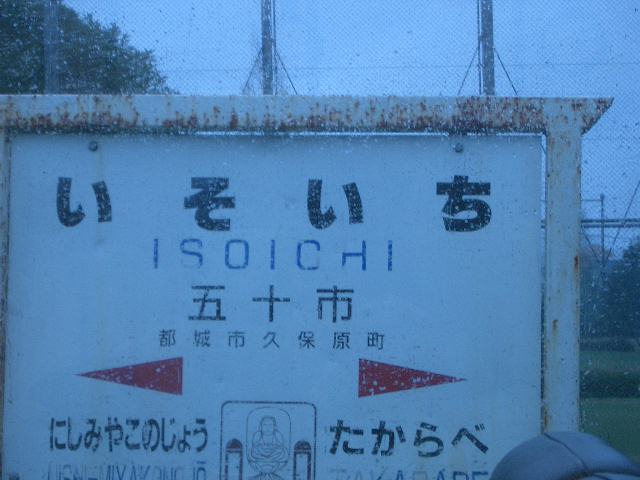 いそいち
ISOICHI
五十市
都城市久保原町
にしみやこのじょう
たからべ